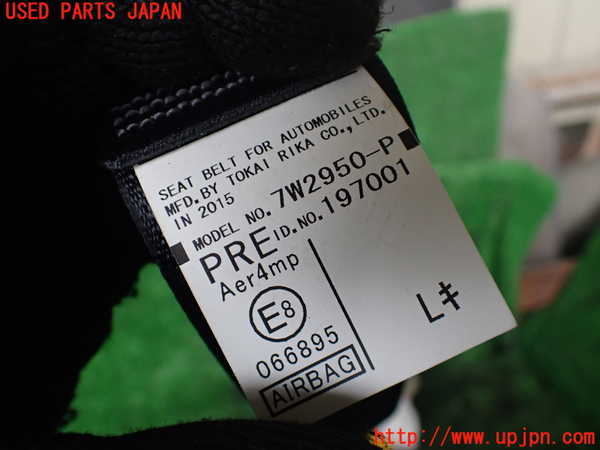 USED PARTS JAPAN
SEAT BELT FOR AUTOMOBILES
MFD.BY TOKAI RIKA CO.,LTD.
IN 2015
MODEL NO. 7W2950-P
PRE ID.NO. 197001
Aer4mp
E8
066895
AIRBAG
Lキ
http://www.upjpn.com/